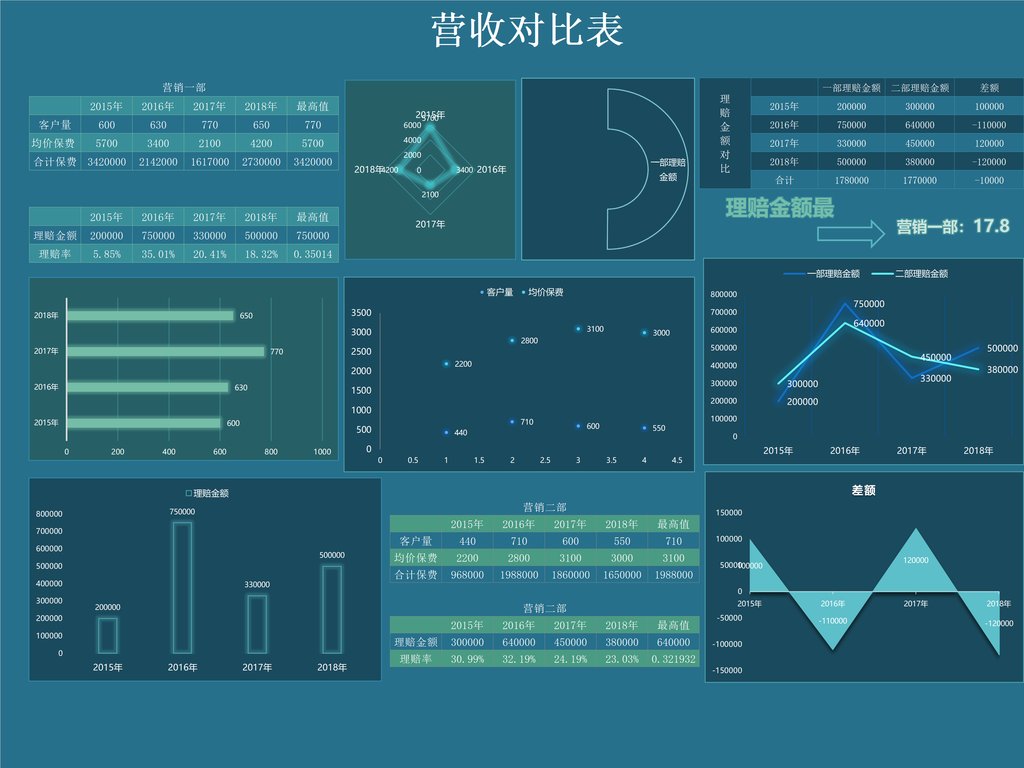 营收对比表
营销一部
2015年 2016年 2017年 2018年 最高值
客户量 600 630 770 650 770
均价保费 5700 3400 2100 4200 5700
合计保费 3420000 2142000 1617000 2730000 3420000
2015年 2016年 2017年 2018年 最高值
理赔金额 200000 750000 330000 500000 750000
理赔率 5.85% 35.01% 20.41% 18.32% 0.35014
2015年
5700
6000
4000
2000
0
2018年 4200
3400 2016年
2100
2017年
一部理赔
金额
理赔金额对比
一部理赔金额 二部理赔金额 差额
2015年 200000 300000 100000
2016年 750000 640000 -110000
2017年 330000 450000 120000
2018年 500000 380000 -120000
合计 1780000 1770000 -10000
理赔金额最
营销一部：17.8
2018年 650
2017年 770
2016年 630
2015年 600
0 200 400 600 800 1000
客户量 均价保费
3500
3000
2500
2000
1500
1000
500
0
2200 2800 3100 3000
440 710 600 550
0 0.5 1 1.5 2 2.5 3 3.5 4 4.5
一部理赔金额 二部理赔金额
800000
700000
600000
500000
400000
300000
200000
100000
0
750000
640000
500000
450000
380000
330000
300000
200000
2015年 2016年 2017年 2018年
理赔金额
800000
700000
600000
500000
400000
300000
200000
100000
0
200000 750000 330000 500000
2015年 2016年 2017年 2018年
营销二部
2015年 2016年 2017年 2018年 最高值
客户量 440 710 600 550 710
均价保费 2200 2800 3100 3000 3100
合计保费 968000 1988000 1860000 1650000 1988000
营销二部
2015年 2016年 2017年 2018年 最高值
理赔金额 300000 640000 450000 380000 640000
理赔率 30.99% 32.19% 24.19% 23.03% 0.321932
差额
150000
100000
50000
0
-50000
-100000
-150000
100000
-110000
120000
-120000
2015年 2016年 2017年 2018年